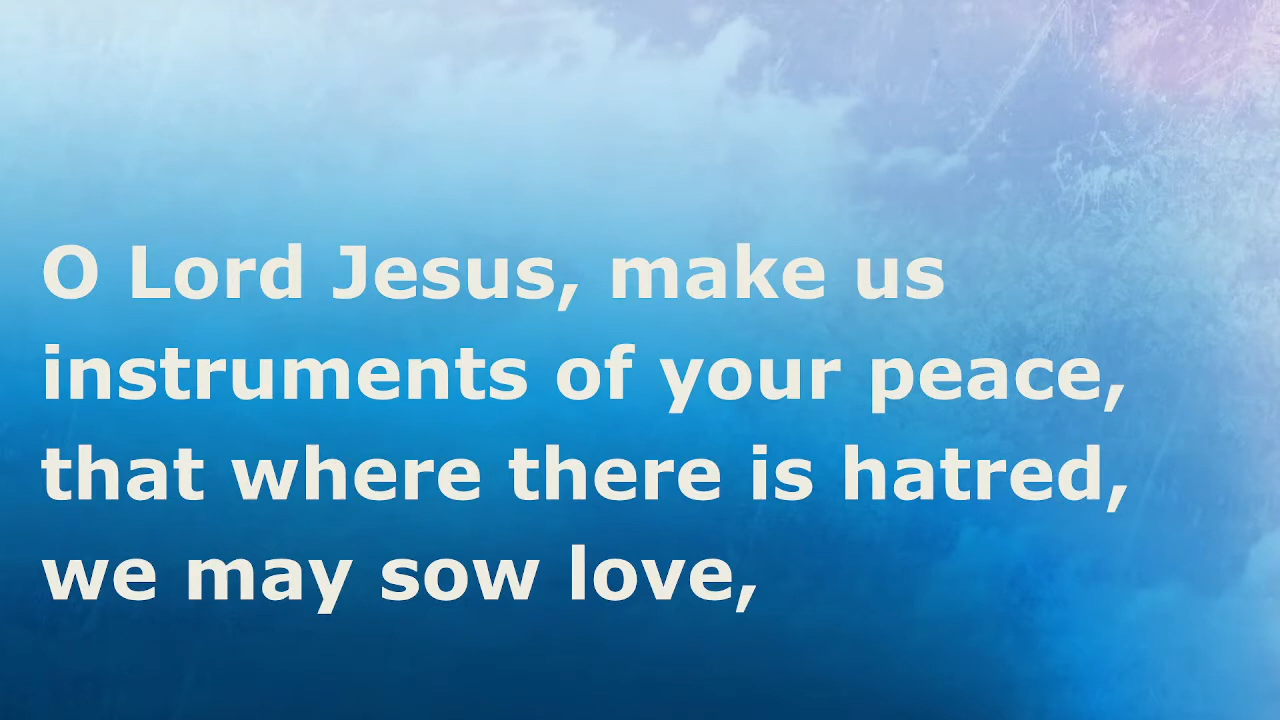 O Lord Jesus, make us
instruments of your peace,
that where there is hatred,
we may sow love,